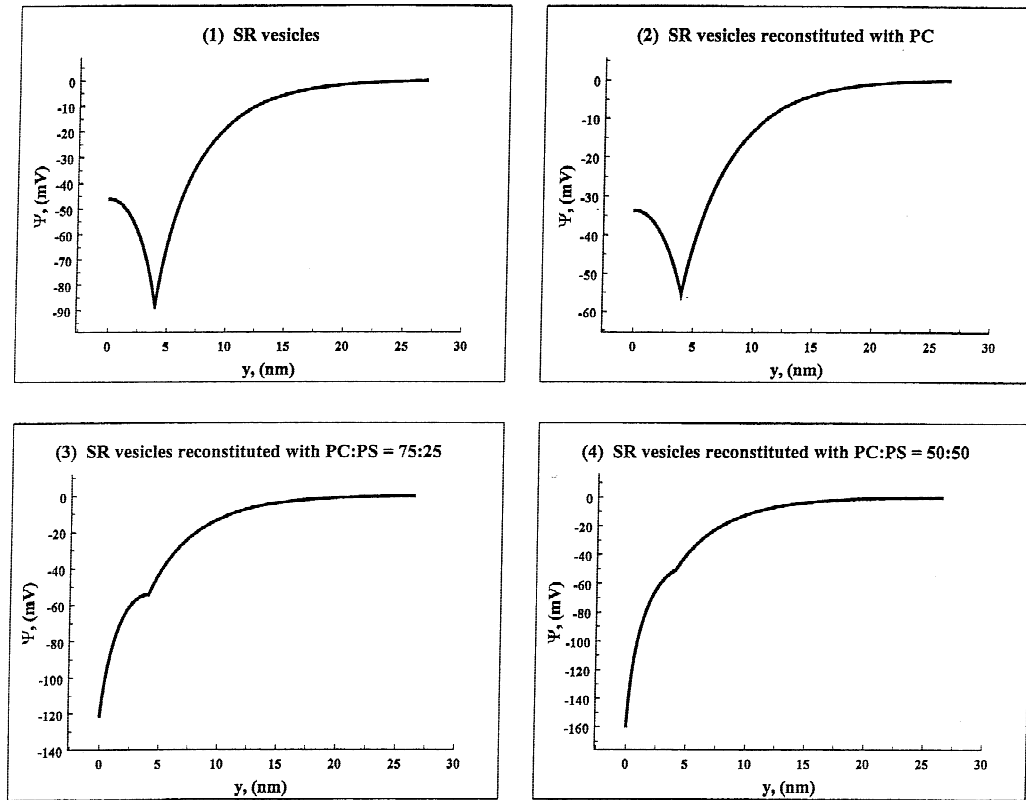 (1) SR vesicles
0
-10
-20
-30
-40
-50
-60
-70
-80
-90
Ψ, (mV)
0 5 10 15 20 25 30
y, (nm)
(2) SR vesicles reconstituted with PC
0
-10
-20
-30
-40
-50
-60
Ψ, (mV)
0 5 10 15 20 25 30
y, (nm)
(3) SR vesicles reconstituted with PC:PS = 75:25
0
-20
-40
-60
-80
-100
-120
-140
Ψ, (mV)
0 5 10 15 20 25 30
y, (nm)
(4) SR vesicles reconstituted with PC:PS = 50:50
0
-20
-40
-60
-80
-100
-120
-140
-160
Ψ, (mV)
0 5 10 15 20 25 30
y, (nm)